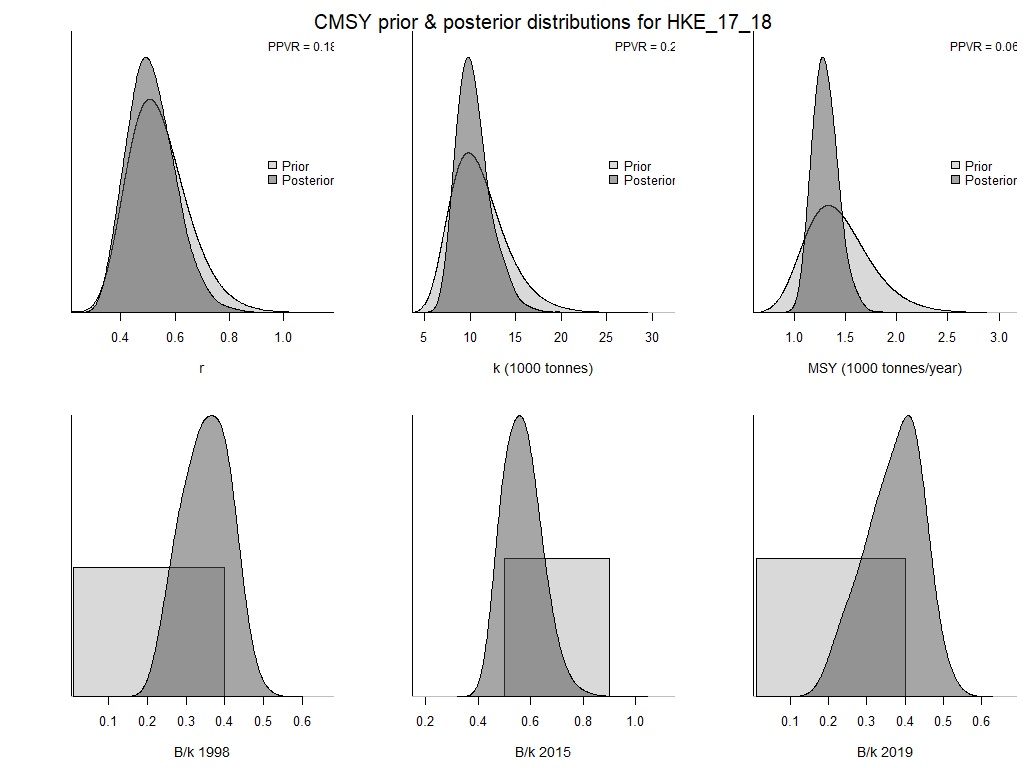 CMSY prior & posterior distributions for HKE_17_18
PPVR = 0.18
Prior
Posterior
0.4 0.6 0.8 1.0
r
PPVR = 0.2
Prior
Posterior
5 10 15 20 25 30
k (1000 tonnes)
PPVR = 0.06
Prior
Posterior
1.0 1.5 2.0 2.5 3.0
MSY (1000 tonnes/year)
0.1 0.2 0.3 0.4 0.5 0.6
B/k 1998
0.2 0.4 0.6 0.8 1.0
B/k 2015
0.1 0.2 0.3 0.4 0.5 0.6
B/k 2019